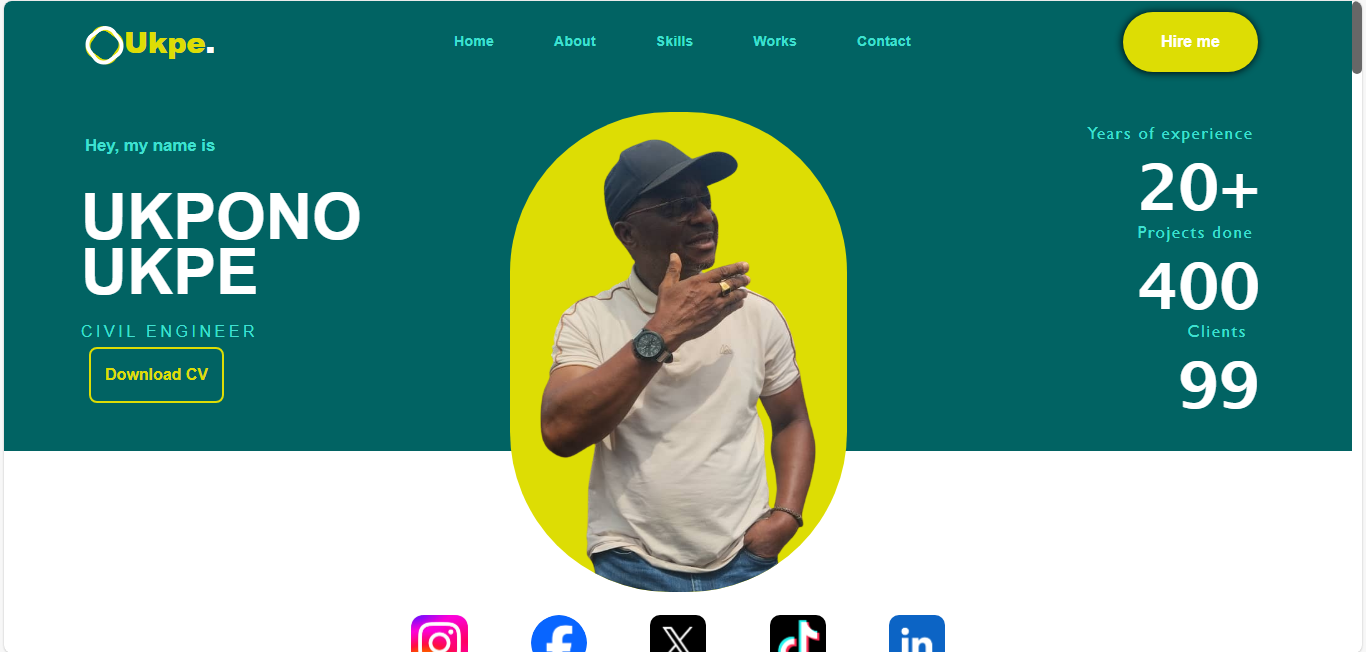 Ukpe.
Home
About
Skills
Works
Contact
Hire me
Hey, my name is
UKPONO
UKPE
CIVIL ENGINEER
Download CV
Years of experience
20+
Projects done
400
Clients
99